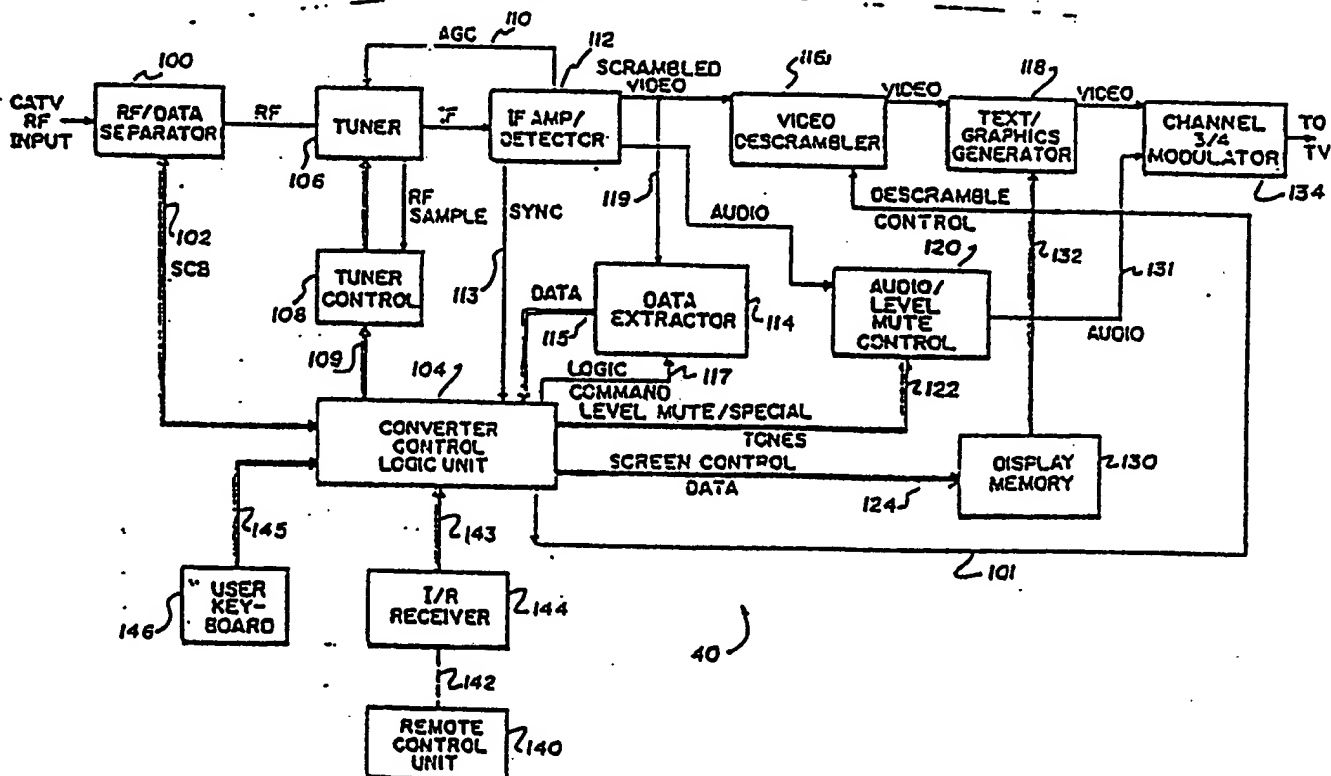 110
AGC
112
100
SCRAMBLED
VIDEO
116
118
CATV
RF
INPUT
RF/DATA
SEPARATOR
RF
TUNER
IF
IF AMP/
DETECTOR
VIDEO
DESCRAMBLER
VIDEO
TEXT/
GRAPHICS
GENERATOR
VIDEO
CHANNEL
3/4
MODULATOR
TO
TV
134
106
RF
SAMPLE
SYNC
119
AUDIO
DESCRAMBLE
CONTROL
102
SCB
TUNER
CONTROL
108
113
DATA
115
DATA
EXTRACTOR
114
120
AUDIO/
LEVEL
MUTE
CONTROL
132
131
AUDIO
109
104
LOGIC
COMMAND
117
122
LEVEL MUTE/SPECIAL
TONES
CONVERTER
CONTROL
LOGIC UNIT
SCREEN CONTROL
DATA
124
DISPLAY
MEMORY
130
145
143
101
USER
KEY-
BOARD
146
I/R
RECEIVER
144
40
142
REMOTE
CONTROL
UNIT
140